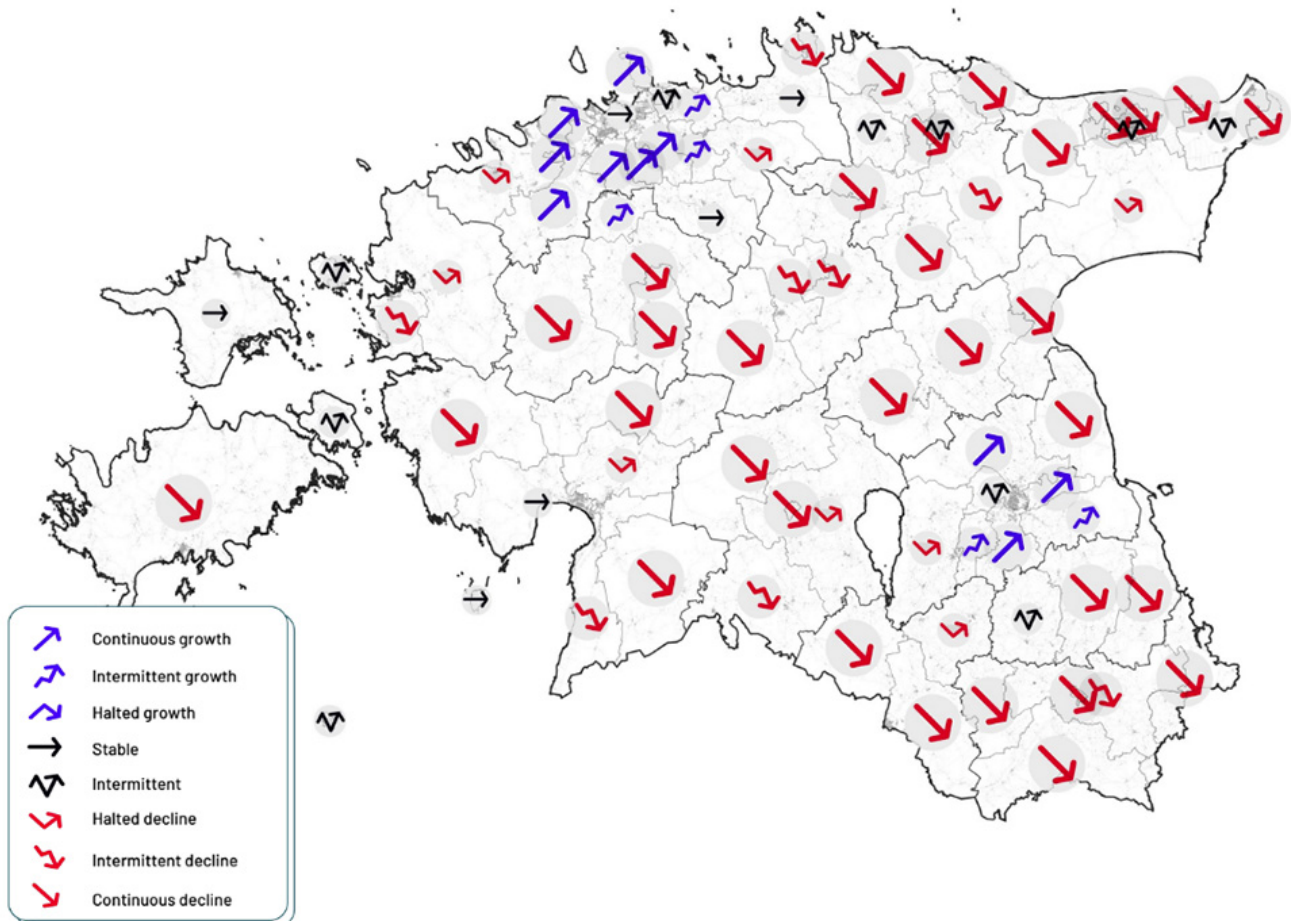 Continuous growth
Intermittent growth
Halted growth
Stable
Intermittent
Halted decline
Intermittent decline
Continuous decline